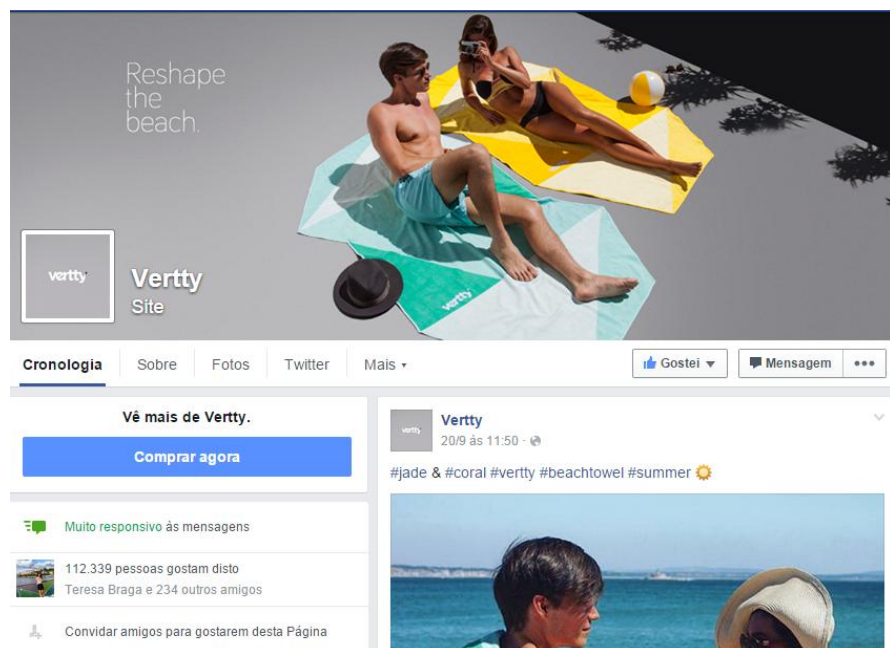 Reshape
the
beach.
vertty
vertty
Vertty
Site
Cronologia
Sobre
Fotos
Twitter
Mais
Gostei
Mensagem
Vê mais de Vertty.
Comprar agora
Muito responsivo às mensagens
112.339 pessoas gostam disto
Teresa Braga e 234 outros amigos
Convidar amigos para gostarem desta Página
vertty
Vertty
20/9 às 11:50 ·
#jade & #coral #vertty #beachtowel #summer